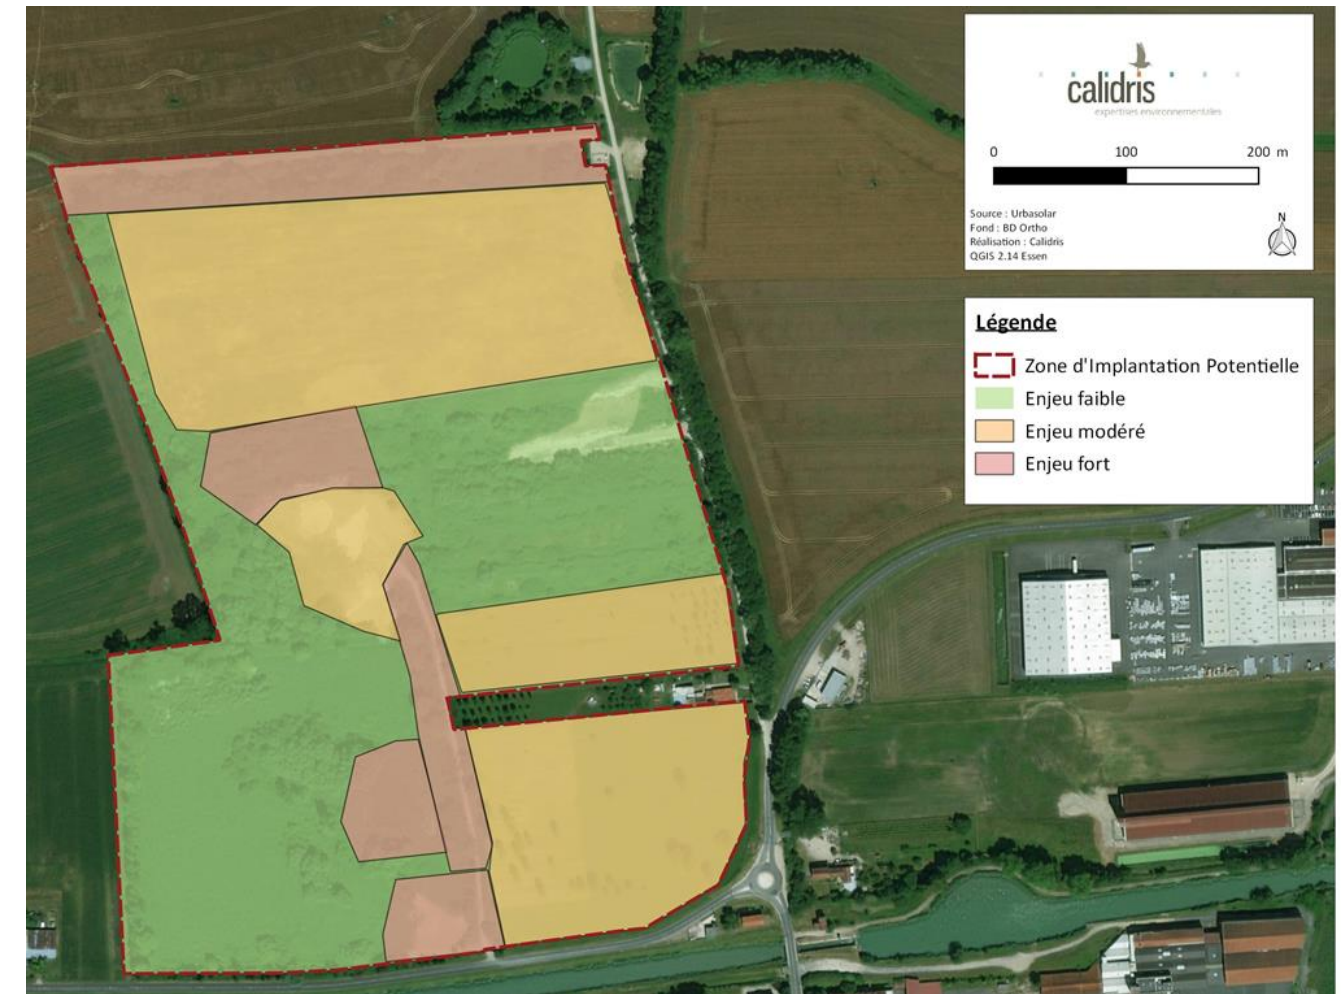 calidris
expertises environnementales
0 100 200 m
Source : Urbasolar
Fond : BD Ortho
Réalisation : Calidris
QGIS 2.14 Essen
N
Légende
Zone d'Implantation Potentielle
Enjeu faible
Enjeu modéré
Enjeu fort